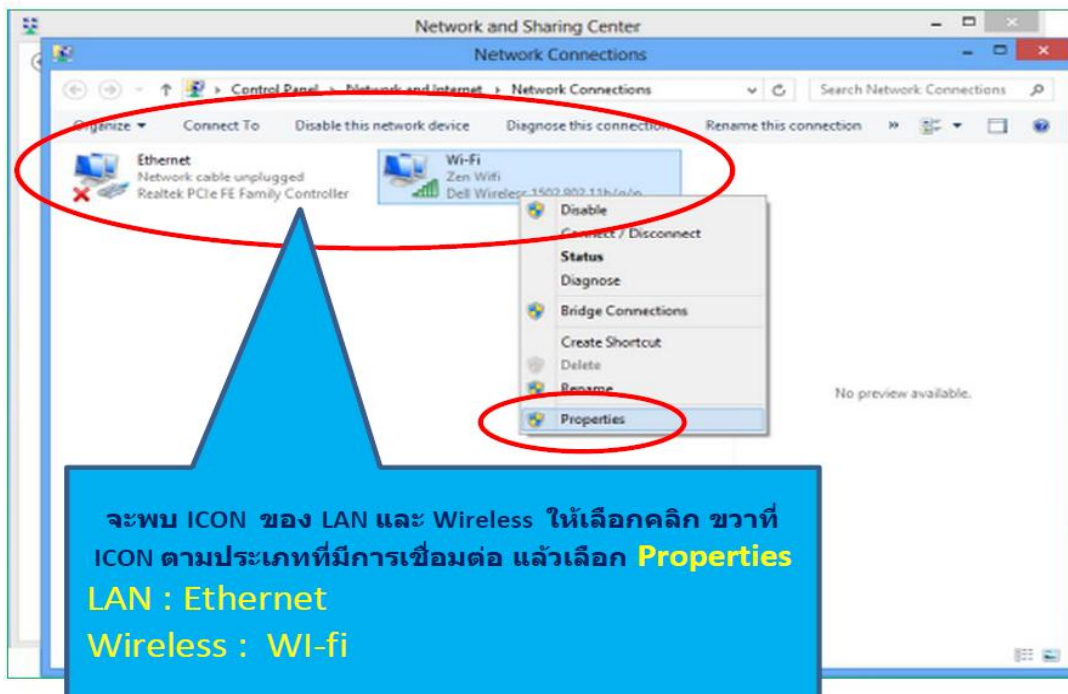 Network and Sharing Center
Network Connections
Control Panel › Network and Internet › Network Connections
Search Network Connections
Organize
Connect To
Disable this network device
Diagnose this connection
Rename this connection
»
Ethernet
Network cable unplugged
Realtek PCIe FE Family Controller
Wi-Fi
Zen Wifi
Dell Wireless 1502 802.11b/g/n
Disable
Connect / Disconnect
Status
Diagnose
Bridge Connections
Create Shortcut
Delete
Rename
Properties
No preview available.
จะพบ ICON ของ LAN และ Wireless ให้เลือกคลิก ขวาที่
ICON ตามประเภทที่มีการเชื่อมต่อ แล้วเลือก Properties
LAN : Ethernet
Wireless : WI-fi